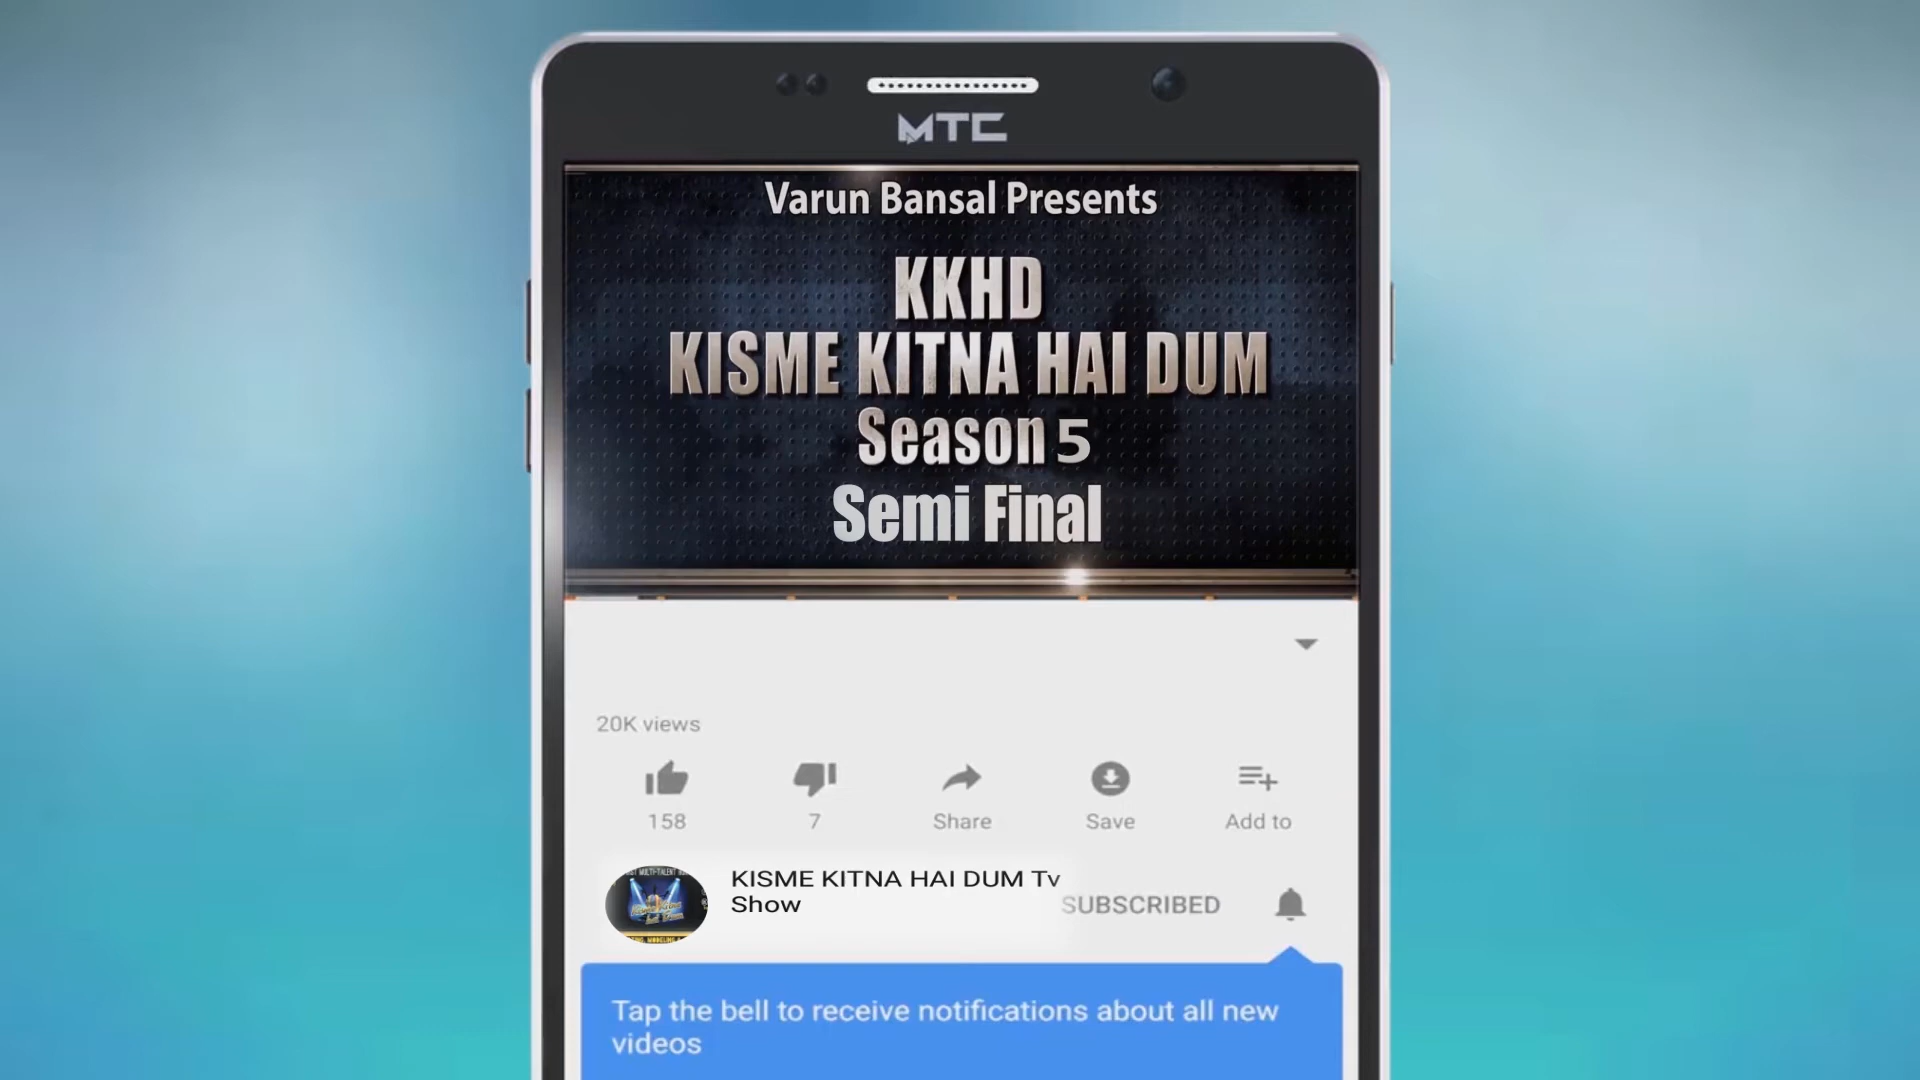 MTC
Varun Bansal Presents
KKHD
KISME KITNA HAI DUM
Season 5
Semi Final
20K views
158
7
Share
Save
Add to
KISME KITNA HAI DUM Tv
Show
SUBSCRIBED
Tap the bell to receive notifications about all new
videos